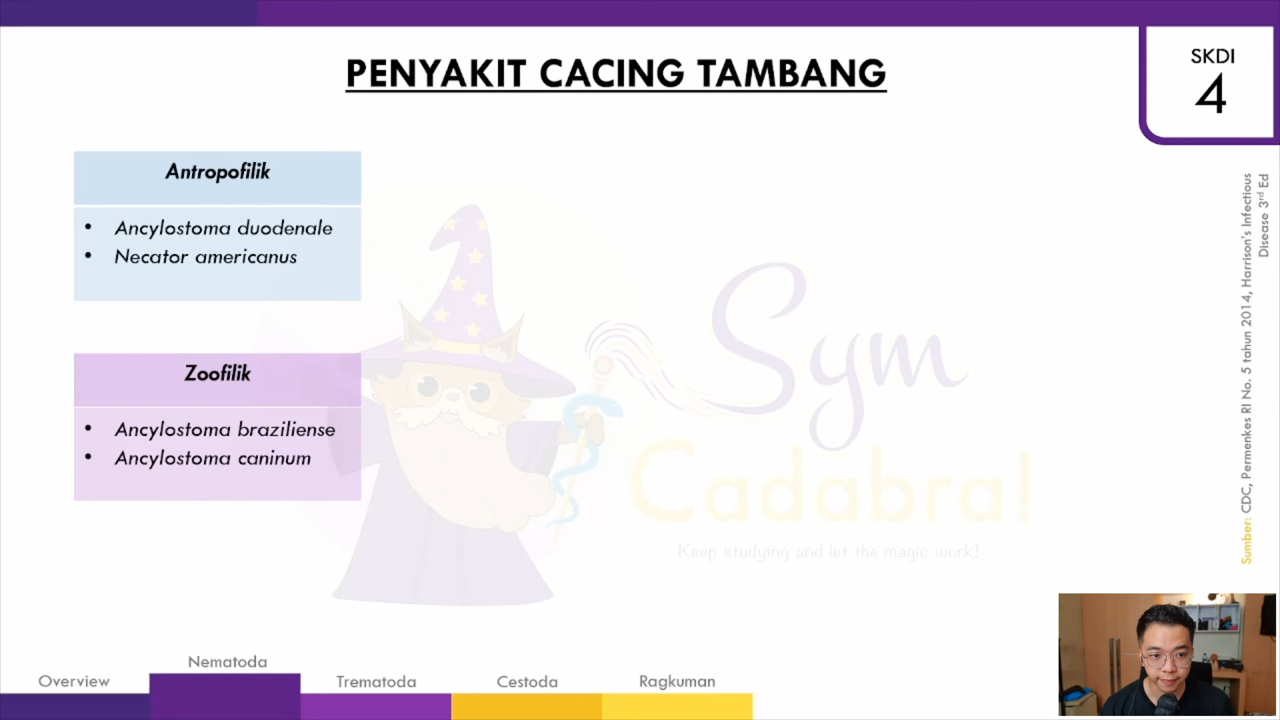 PENYAKIT CACING TAMBANG
SKDI
4
Antropofilik
• Ancylostoma duodenale
• Necator americanus
Zoofilik
• Ancylostoma braziliense
• Ancylostoma caninum
Sym
Cadabra!
Keep studying and let the magic work!
Sumber: CDC, Permenkes RI No. 5 tahun 2014, Harrison's Infectious
Disease 3rd Ed
Overview
Nematoda
Trematoda
Cestoda
Ragkuman